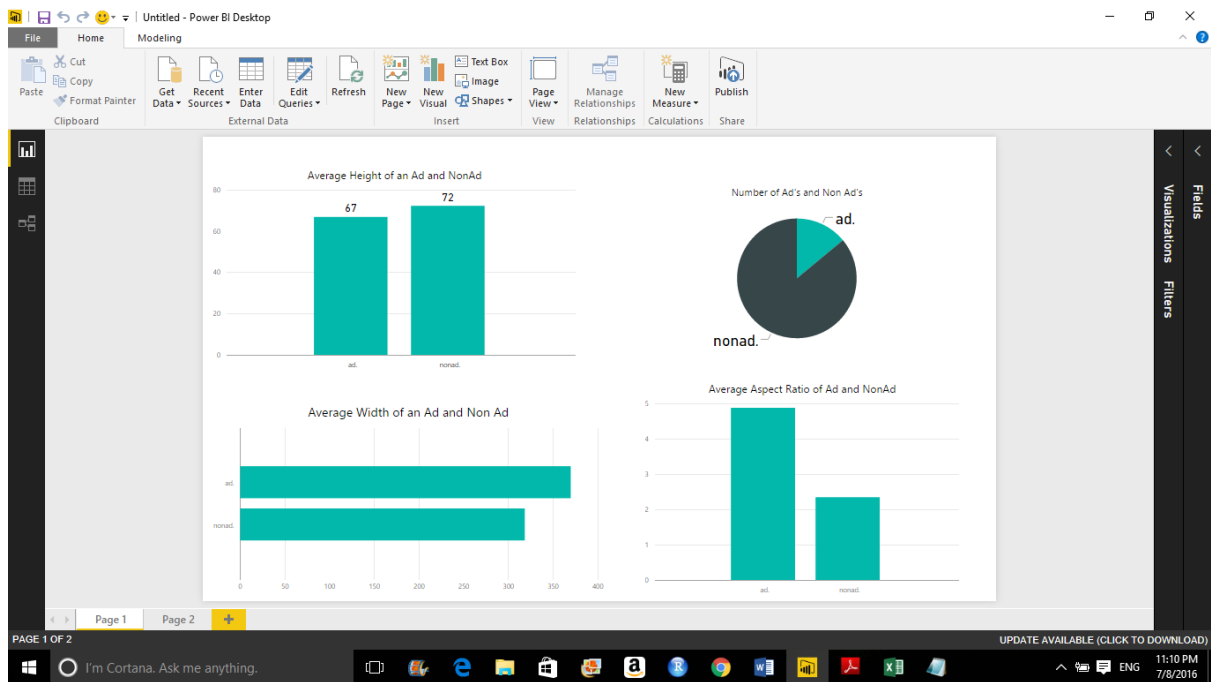 Untitled - Power BI Desktop
File Home Modeling
Paste
Cut
Copy
Format Painter
Clipboard
Get Data
Recent Sources
Enter Data
Edit Queries
Refresh
External Data
New Page
New Visual
Text Box
Image
Shapes
Insert
Page View
View
Manage Relationships
Relationships
New Measure
Calculations
Publish
Share
Average Height of an Ad and NonAd
80
60
40
20
0
67
72
ad.
nonad.
Number of Ad's and Non Ad's
ad.
nonad.
Average Width of an Ad and Non Ad
ad.
nonad.
0 50 100 150 200 250 300 350 400
Average Aspect Ratio of Ad and NonAd
5
4
3
2
1
0
ad.
nonad.
Visualizations
Filters
Fields
Page 1 Page 2 +
PAGE 1 OF 2
UPDATE AVAILABLE (CLICK TO DOWNLOAD)
I'm Cortana. Ask me anything.
ENG
11:10 PM
7/8/2016